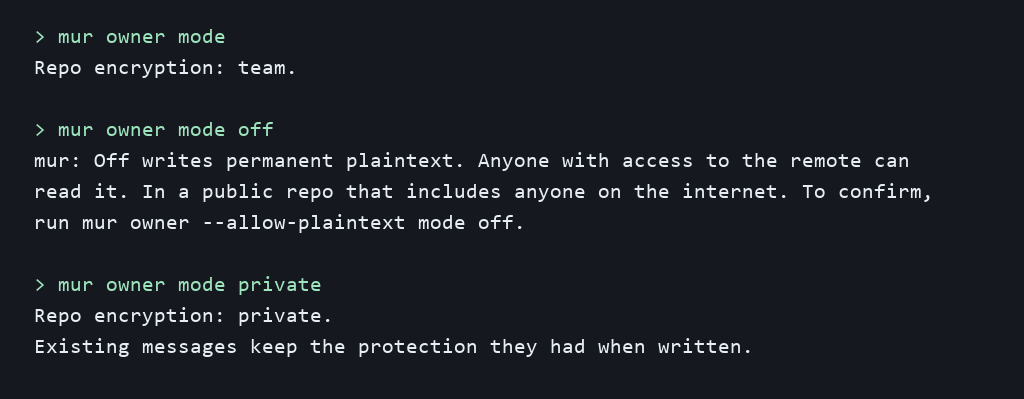 > mur owner mode
Repo encryption: team.
> mur owner mode off
mur: Off writes permanent plaintext. Anyone with access to the remote can
read it. In a public repo that includes anyone on the internet. To confirm,
run mur owner --allow-plaintext mode off.
> mur owner mode private
Repo encryption: private.
Existing messages keep the protection they had when written.